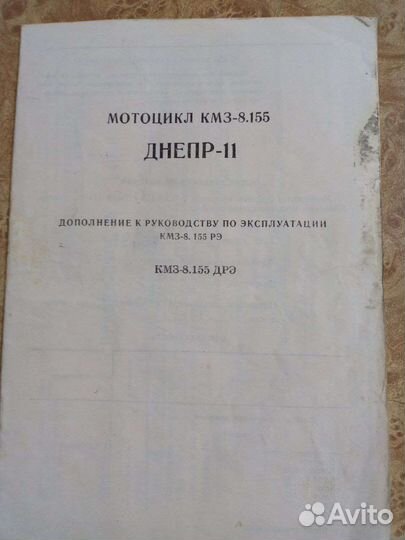 МОТОЦИКЛ КМЗ-8.155
ДНЕПР-11
ДОПОЛНЕНИЕ К РУКОВОДСТВУ ПО ЭКСПЛУАТАЦИИ
КМЗ-8. 155 РЭ
КМЗ-8.155 ДРЭ
Avito